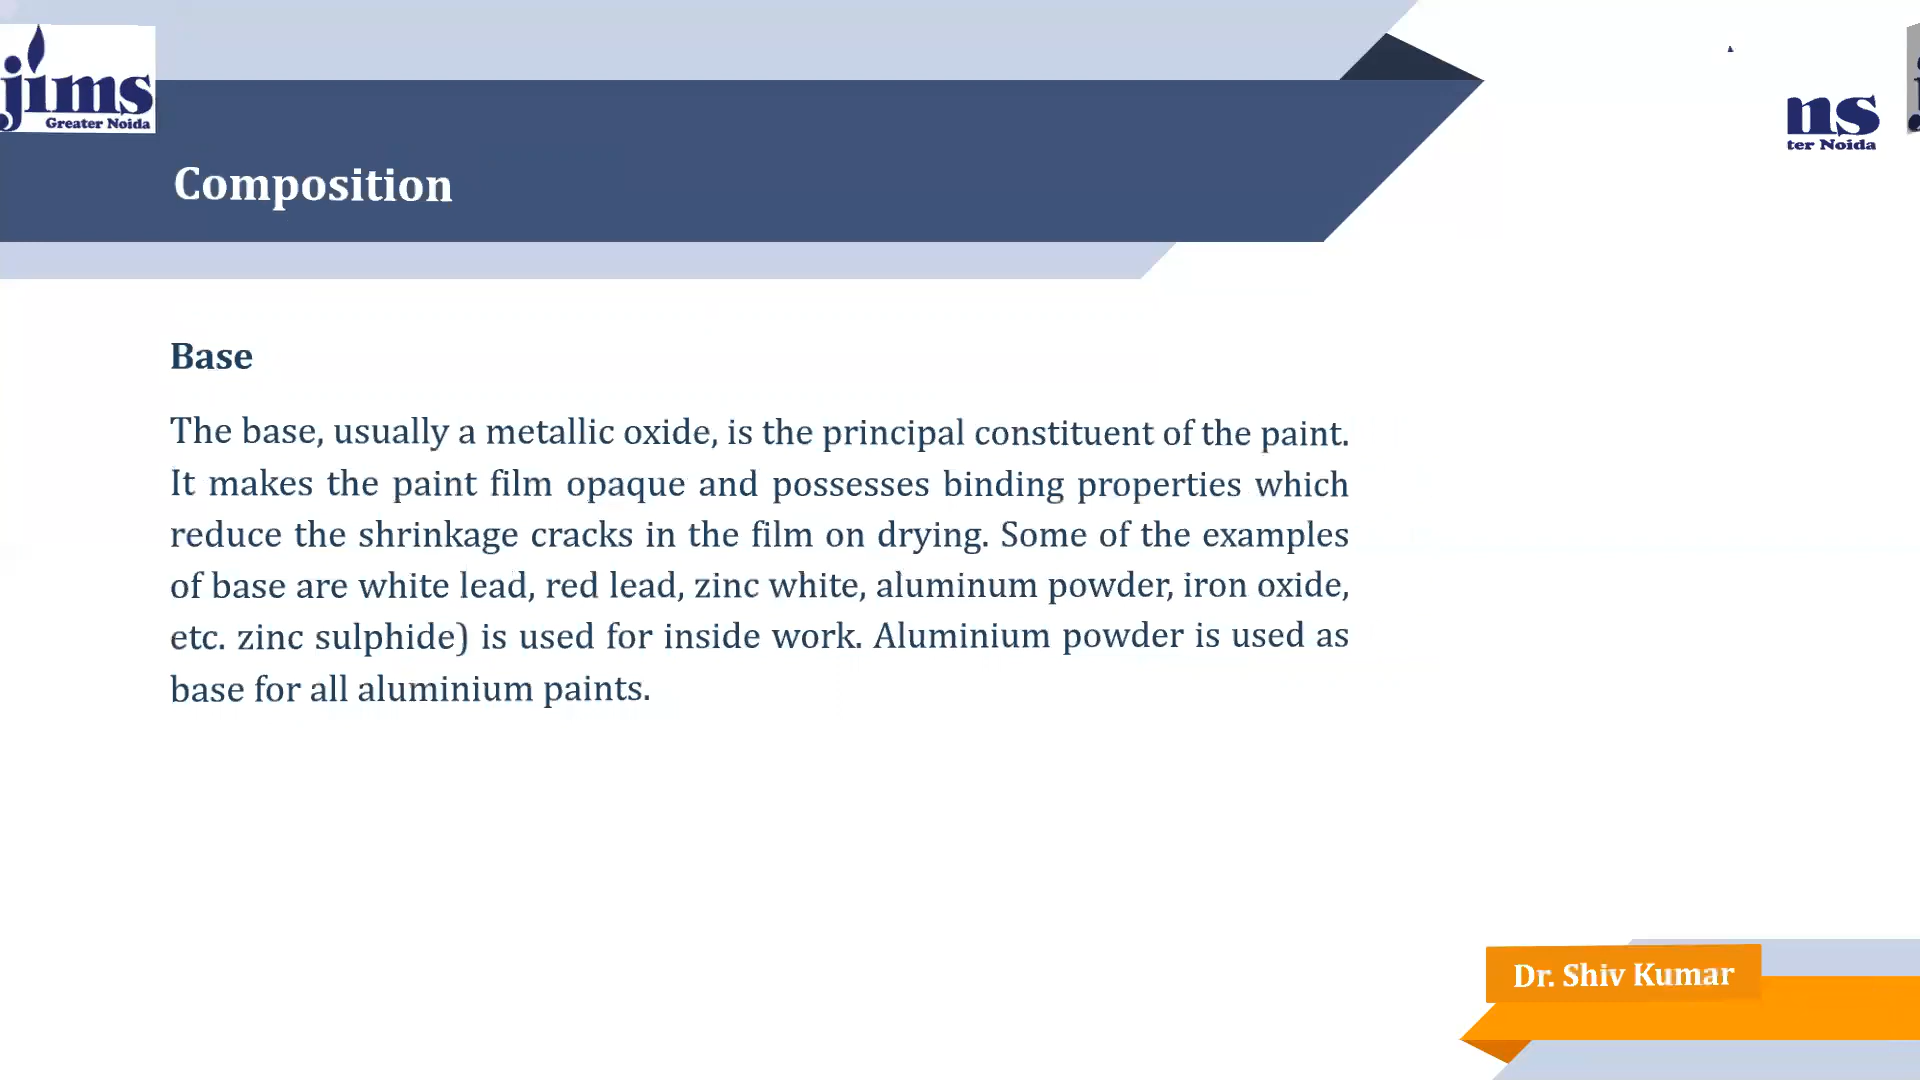 jims
Greater Noida
ns
ter Noida
Composition
Base
The base, usually a metallic oxide, is the principal constituent of the paint.
It makes the paint film opaque and possesses binding properties which
reduce the shrinkage cracks in the film on drying. Some of the examples
of base are white lead, red lead, zinc white, aluminum powder, iron oxide,
etc. zinc sulphide) is used for inside work. Aluminium powder is used as
base for all aluminium paints.
Dr. Shiv Kumar